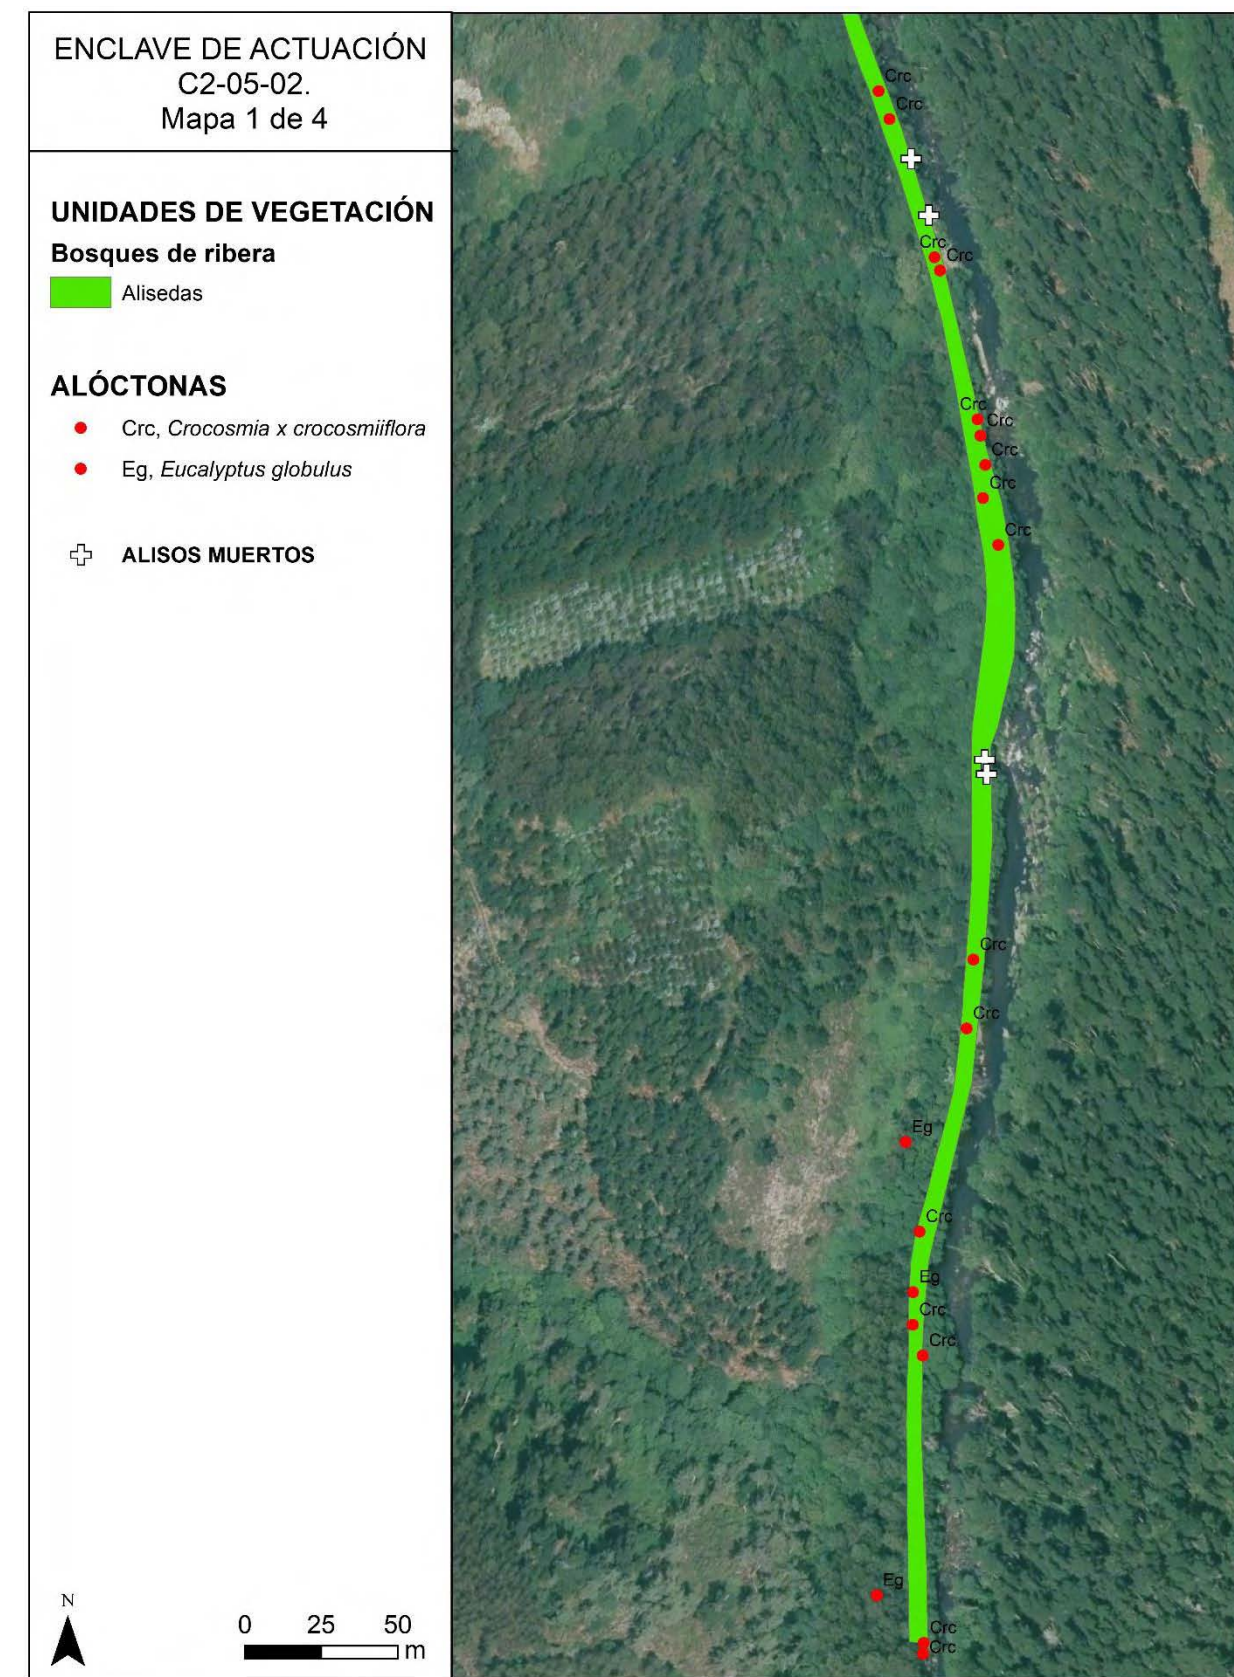 ENCLAVE DE ACTUACIÓN
C2-05-02.
Mapa 1 de 4
UNIDADES DE VEGETACIÓN
Bosques de ribera
Alisedas
ALÓCTONAS
Crc, Crocosmia x crocosmiiflora
Eg, Eucalyptus globulus
ALISOS MUERTOS
N
0 25 50
m
Crc
Crc
Crc
Crc
Crc
Crc
Crc
Crc
Crc
Crc
Crc
Eg
Crc
Eg
Crc
Crc
Eg
Crc
Crc